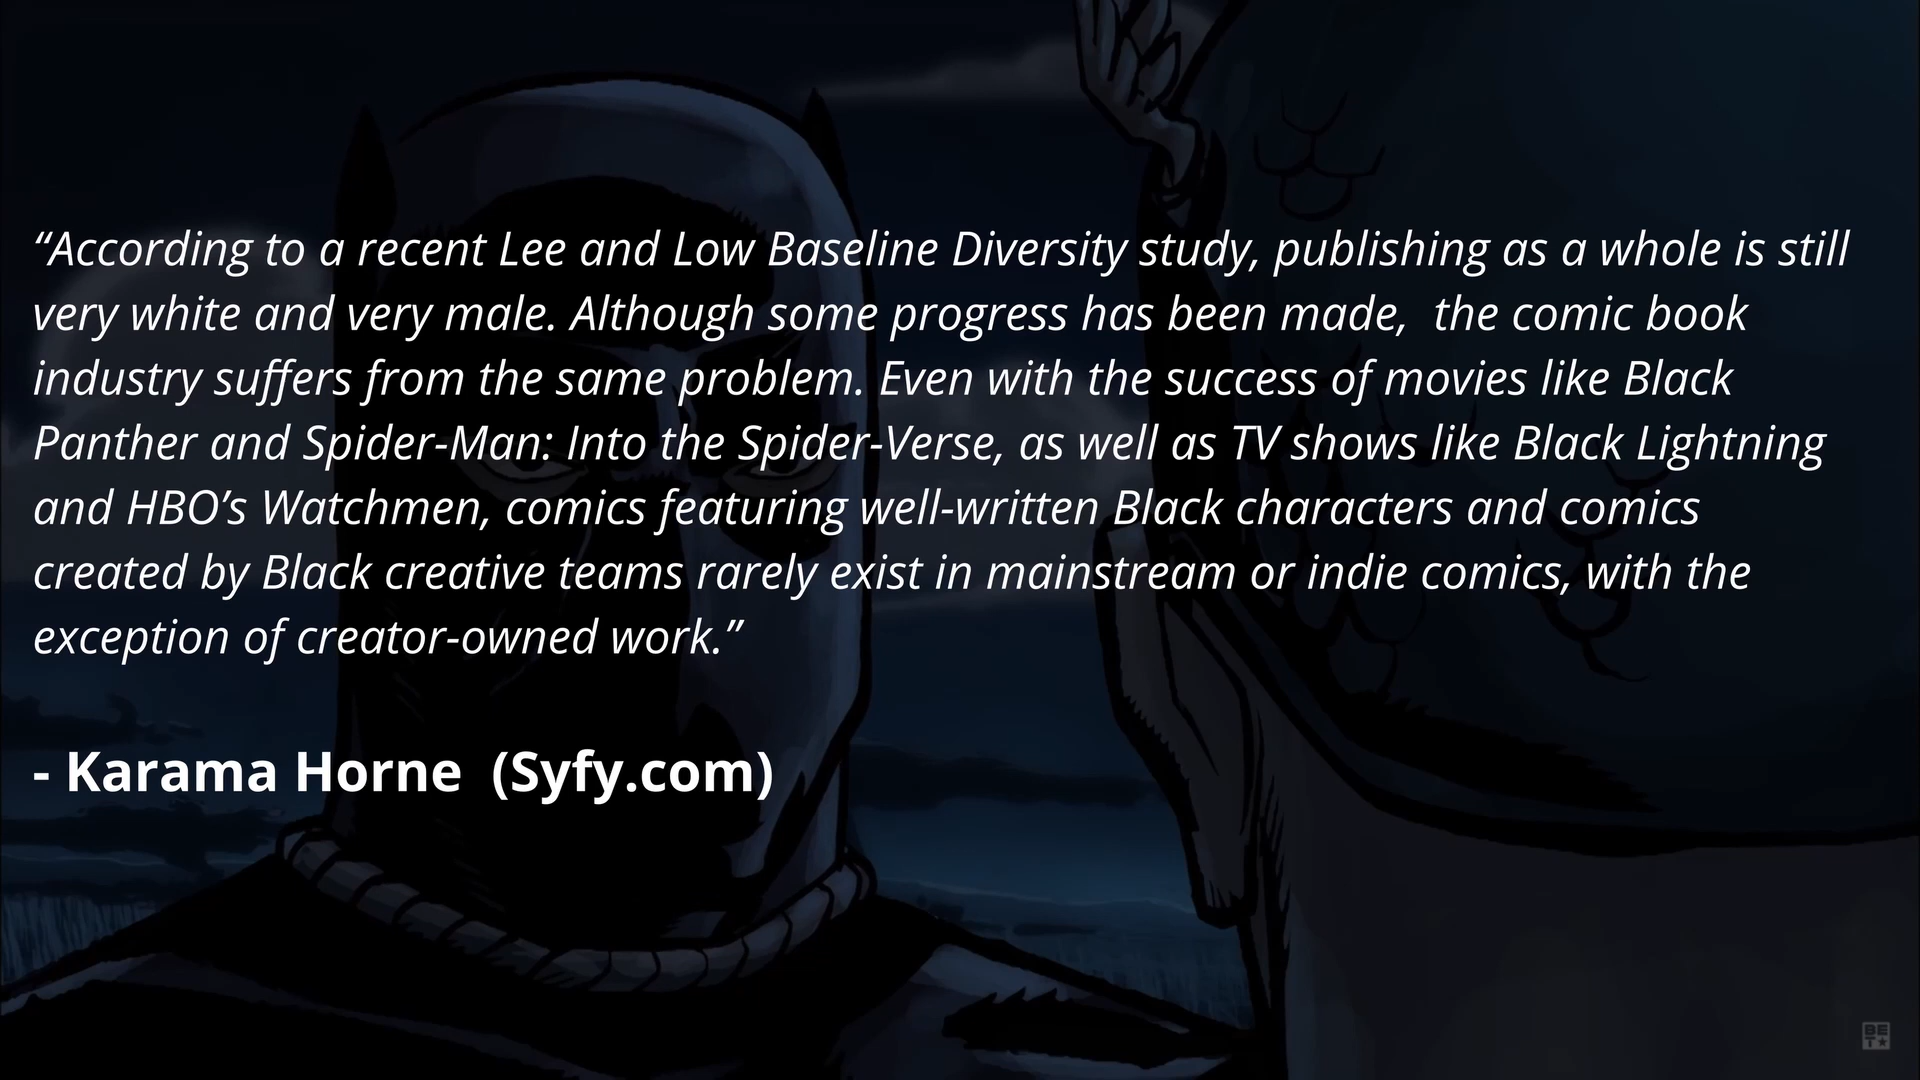 “According to a recent Lee and Low Baseline Diversity study, publishing as a whole is still
very white and very male. Although some progress has been made,  the comic book
industry suffers from the same problem. Even with the success of movies like Black
Panther and Spider-Man: Into the Spider-Verse, as well as TV shows like Black Lightning
and HBO’s Watchmen, comics featuring well-written Black characters and comics
created by Black creative teams rarely exist in mainstream or indie comics, with the
exception of creator-owned work.”
- Karama Horne  (Syfy.com)
BE
T★